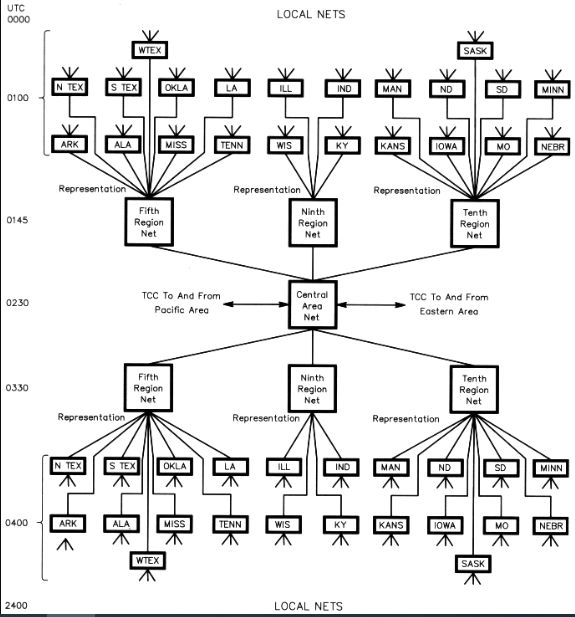 UTC
0000
LOCAL NETS
WTEX
SASK
N TEX
S TEX
OKLA
LA
ILL
IND
MAN
ND
SD
MINN
0100
ARK
ALA
MISS
TENN
WIS
KY
KANS
IOWA
MO
NEBR
Representation
Representation
Representation
0145
Fifth
Region
Net
Ninth
Region
Net
Tenth
Region
Net
0230
TCC To And From
Pacific Area
Central
Area
Net
TCC To And From
Eastern Area
0330
Fifth
Region
Net
Ninth
Region
Net
Tenth
Region
Net
Representation
Representation
Representation
N TEX
S TEX
OKLA
LA
ILL
IND
MAN
ND
SD
MINN
0400
ARK
ALA
MISS
TENN
WIS
KY
KANS
IOWA
MO
NEBR
WTEX
SASK
2400
LOCAL NETS